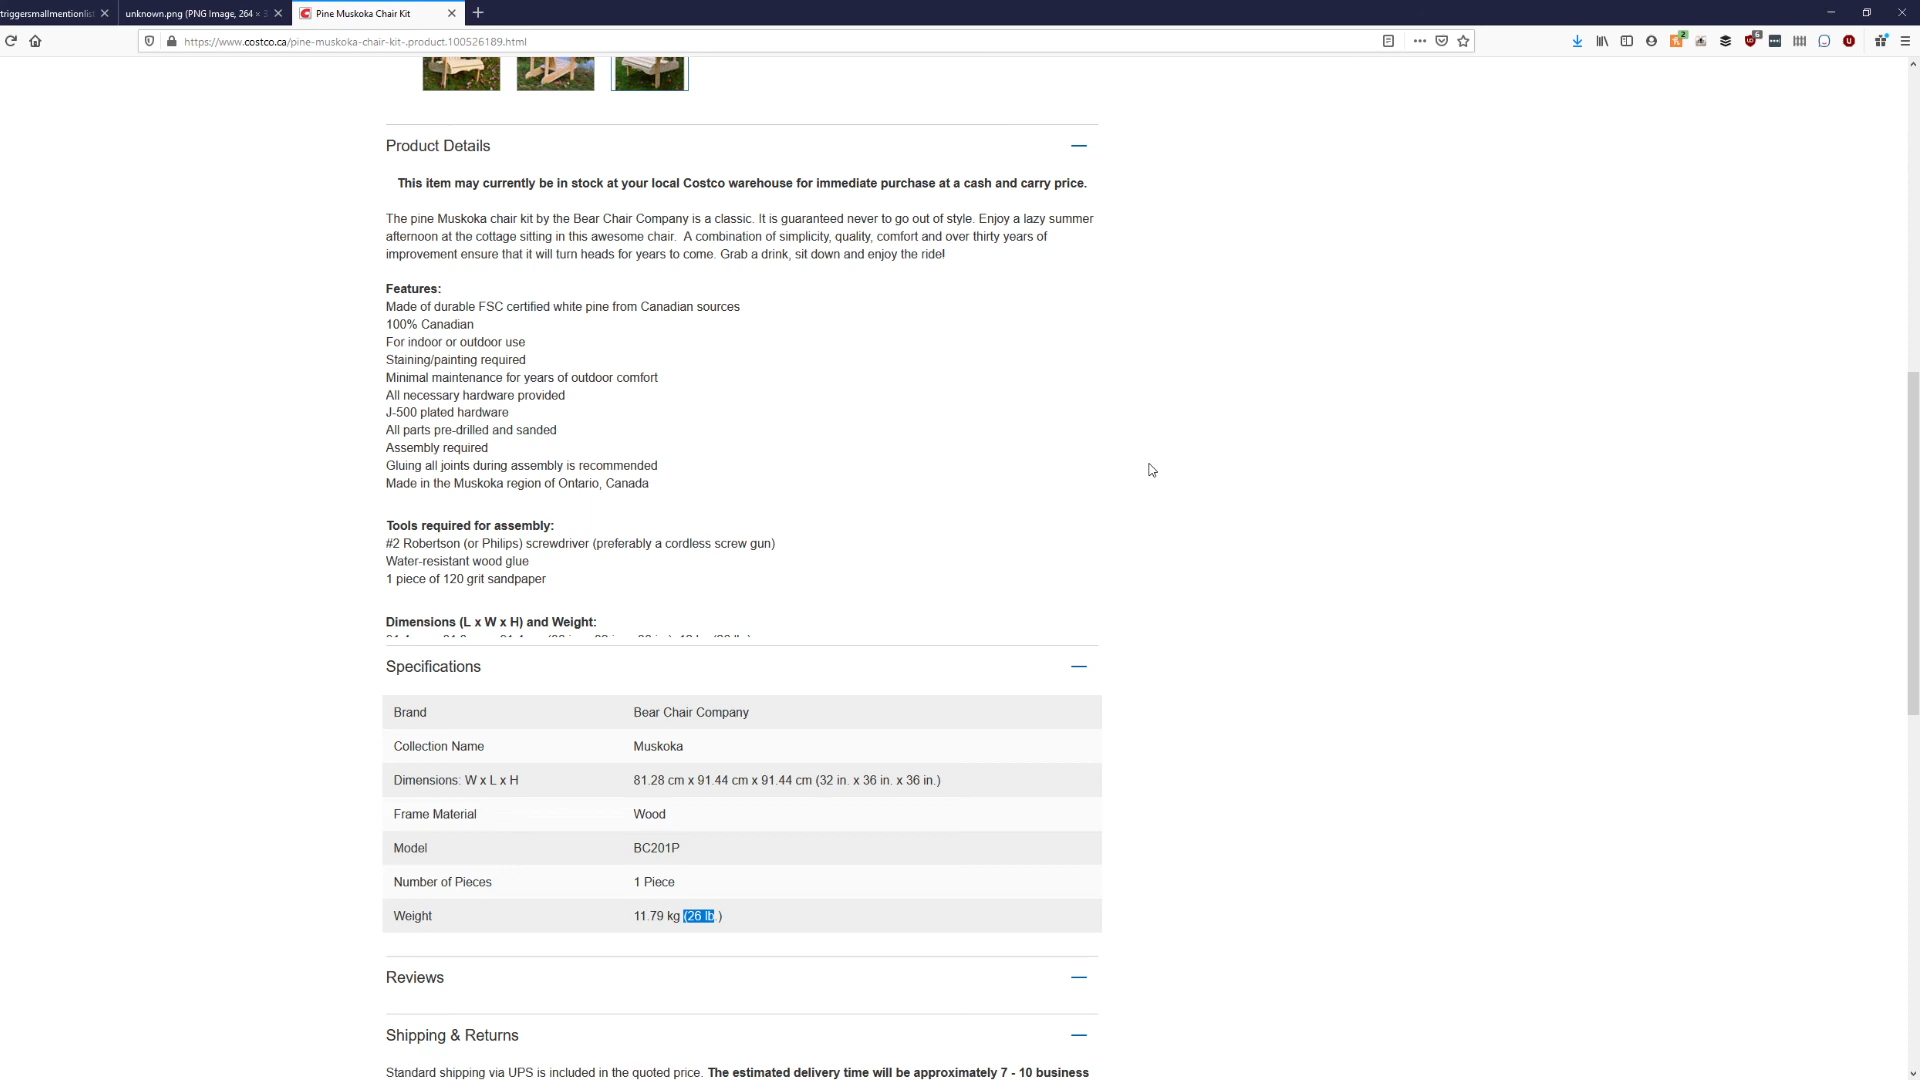 triggersmallmentionlist
unknown.png (PNG Image, 264 ×
Pine Muskoka Chair Kit
https://www.costco.ca/pine-muskoka-chair-kit-.product.100526189.html
2
6
Product Details
This item may currently be in stock at your local Costco warehouse for immediate purchase at a cash and carry price.
The pine Muskoka chair kit by the Bear Chair Company is a classic. It is guaranteed never to go out of style. Enjoy a lazy summer
afternoon at the cottage sitting in this awesome chair. A combination of simplicity, quality, comfort and over thirty years of
improvement ensure that it will turn heads for years to come. Grab a drink, sit down and enjoy the ride!
Features:
Made of durable FSC certified white pine from Canadian sources
100% Canadian
For indoor or outdoor use
Staining/painting required
Minimal maintenance for years of outdoor comfort
All necessary hardware provided
J-500 plated hardware
All parts pre-drilled and sanded
Assembly required
Gluing all joints during assembly is recommended
Made in the Muskoka region of Ontario, Canada
Tools required for assembly:
#2 Robertson (or Philips) screwdriver (preferably a cordless screw gun)
Water-resistant wood glue
1 piece of 120 grit sandpaper
Dimensions (L x W x H) and Weight:
Specifications
Brand Bear Chair Company
Collection Name Muskoka
Dimensions: W x L x H 81.28 cm x 91.44 cm x 91.44 cm (32 in. x 36 in. x 36 in.)
Frame Material Wood
Model BC201P
Number of Pieces 1 Piece
Weight 11.79 kg (26 lb.)
Reviews
Shipping & Returns
Standard shipping via UPS is included in the quoted price. The estimated delivery time will be approximately 7 - 10 business